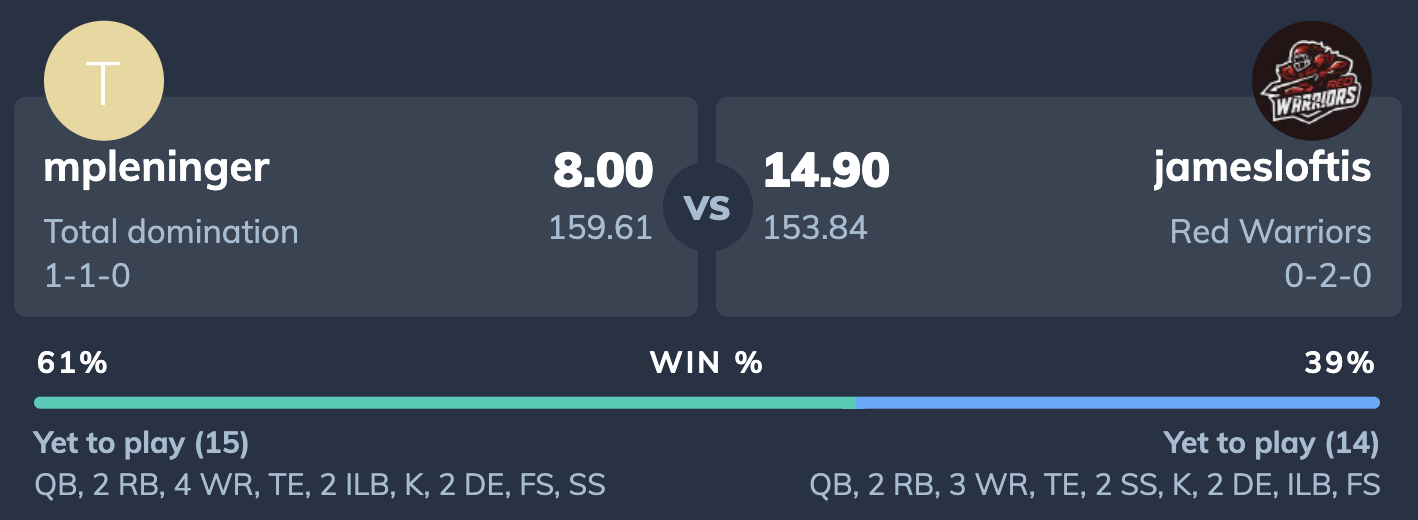 T
RED
WARRIORS
mpleninger
8.00
VS
14.90
jamesloftis
Total domination
159.61
153.84
Red Warriors
1-1-0
0-2-0
61%
WIN %
39%
Yet to play (15)
Yet to play (14)
QB, 2 RB, 4 WR, TE, 2 ILB, K, 2 DE, FS, SS
QB, 2 RB, 3 WR, TE, 2 SS, K, 2 DE, ILB, FS